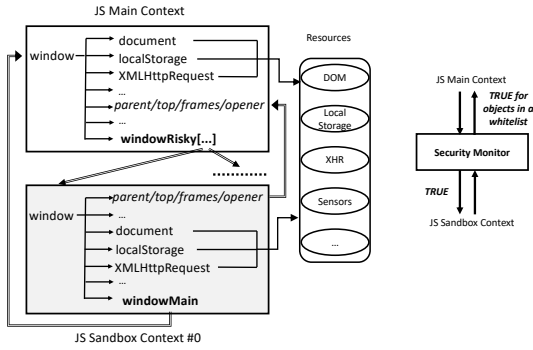 JS Main Context
window
document
localStorage
XMLHttpRequest
...
parent/top/frames/opener
...
windowRisky[...]
parent/top/frames/opener
window
...
document
localStorage
XMLHttpRequest
...
windowMain
JS Sandbox Context #0
Resources
DOM
Local
Storage
XHR
Sensors
...
JS Main Context
TRUE for
objects in a
whitelist
Security Monitor
TRUE
JS Sandbox Context